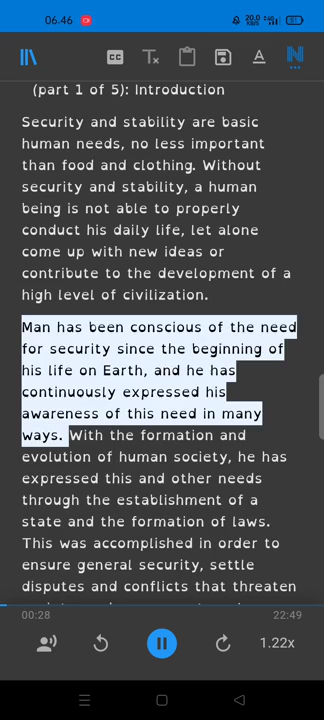 06.46
20.0 KB/S
CC
T×
A
N
(part 1 of 5): Introduction
Security and stability are basic
human needs, no less important
than food and clothing. Without
security and stability, a human
being is not able to properly
conduct his daily life, let alone
come up with new ideas or
contribute to the development of a
high level of civilization.
Man has been conscious of the need
for security since the beginning of
his life on Earth, and he has
continuously expressed his
awareness of this need in many
ways. With the formation and
evolution of human society, he has
expressed this and other needs
through the establishment of a
state and the formation of laws.
This was accomplished in order to
ensure general security, settle
disputes and conflicts that threaten
00:28 22:49
1.22x